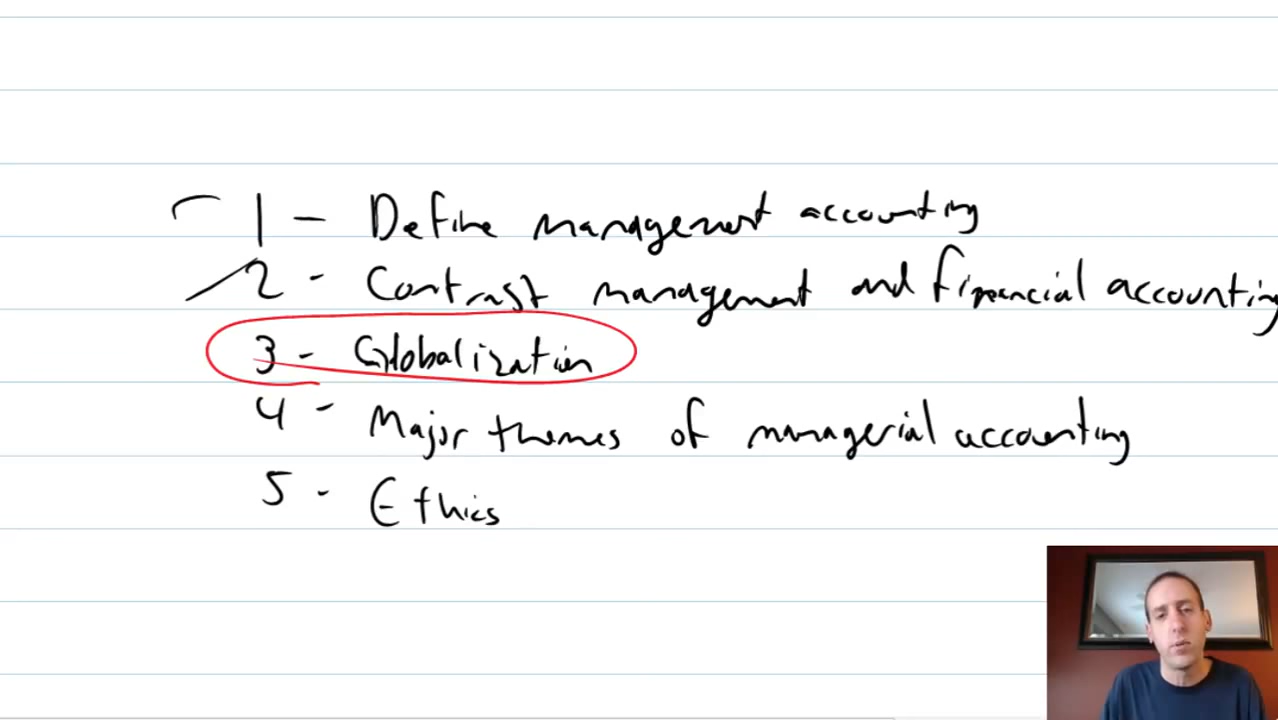 1 - Define management accounting
2 - Contrast management and financial accounting
3 - Globalization
4 - Major themes of managerial accounting
5 - Ethics